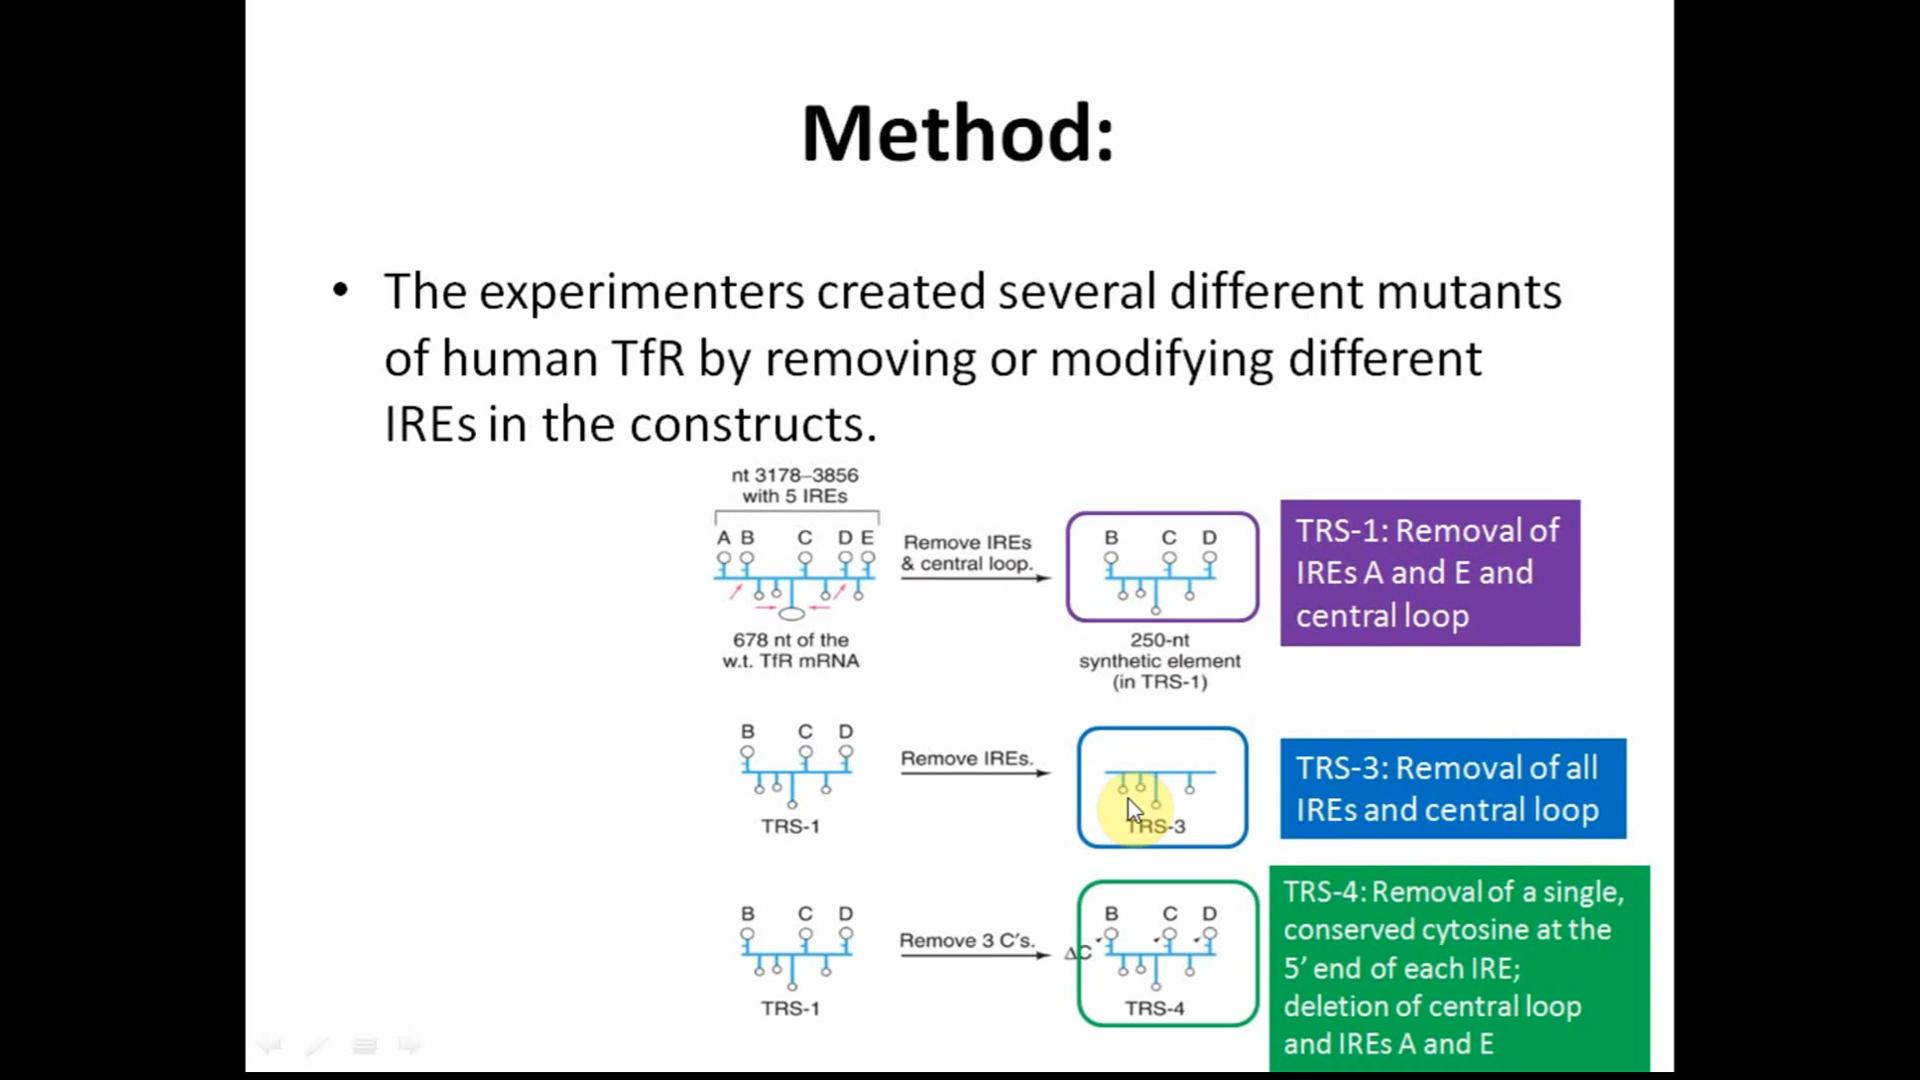 Method:
• The experimenters created several different mutants
of human TfR by removing or modifying different
IREs in the constructs.
nt 3178–3856
with 5 IREs
A B C D E
678 nt of the
w.t. TfR mRNA
Remove IREs
& central loop.
B C D
250-nt
synthetic element
(in TRS-1)
TRS-1: Removal of
IREs A and E and
central loop
B C D
TRS-1
Remove IREs.
TRS-3
TRS-3: Removal of all
IREs and central loop
B C D
TRS-1
Remove 3 C's.
B C D
ΔC
TRS-4
TRS-4: Removal of a single,
conserved cytosine at the
5’ end of each IRE;
deletion of central loop
and IREs A and E